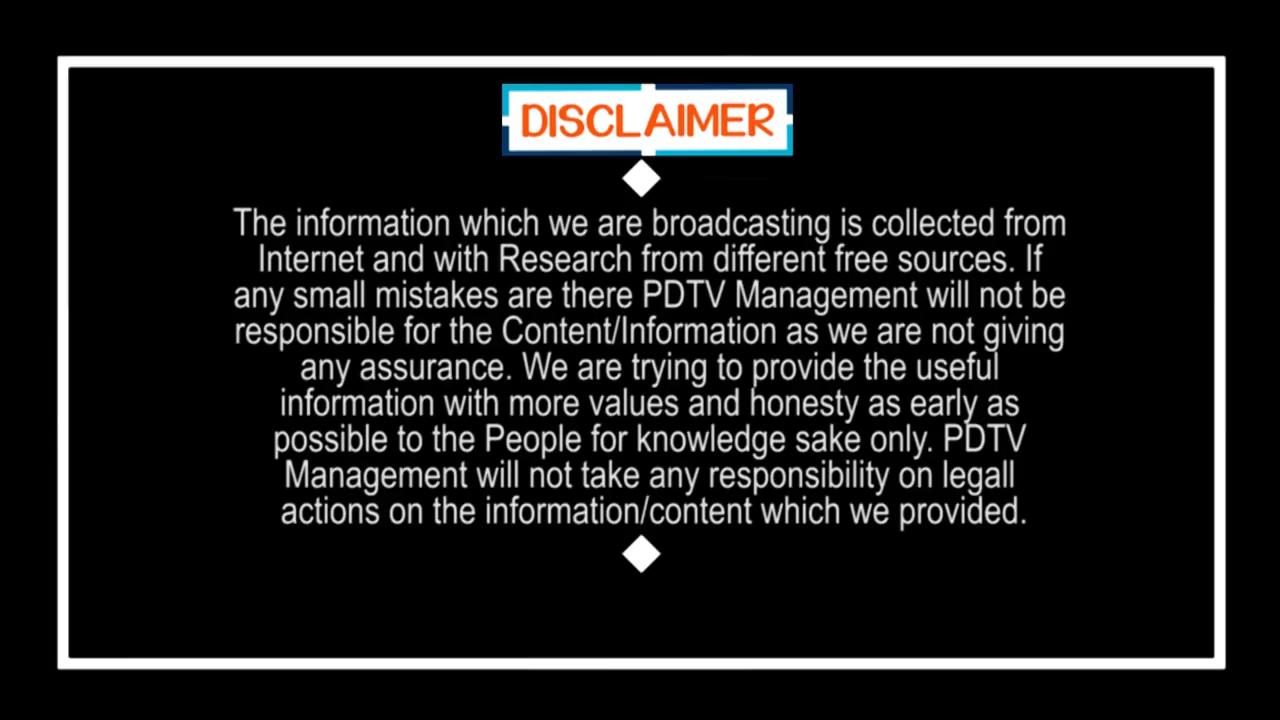 DISCLAIMER
The information which we are broadcasting is collected from
Internet and with Research from different free sources. If
any small mistakes are there PDTV Management will not be
responsible for the Content/Information as we are not giving
any assurance. We are trying to provide the useful
information with more values and honesty as early as
possible to the People for knowledge sake only. PDTV
Management will not take any responsibility on legall
actions on the information/content which we provided.